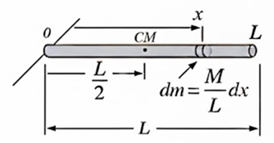 0 x L
CM
L/2
dm = M/L dx
L